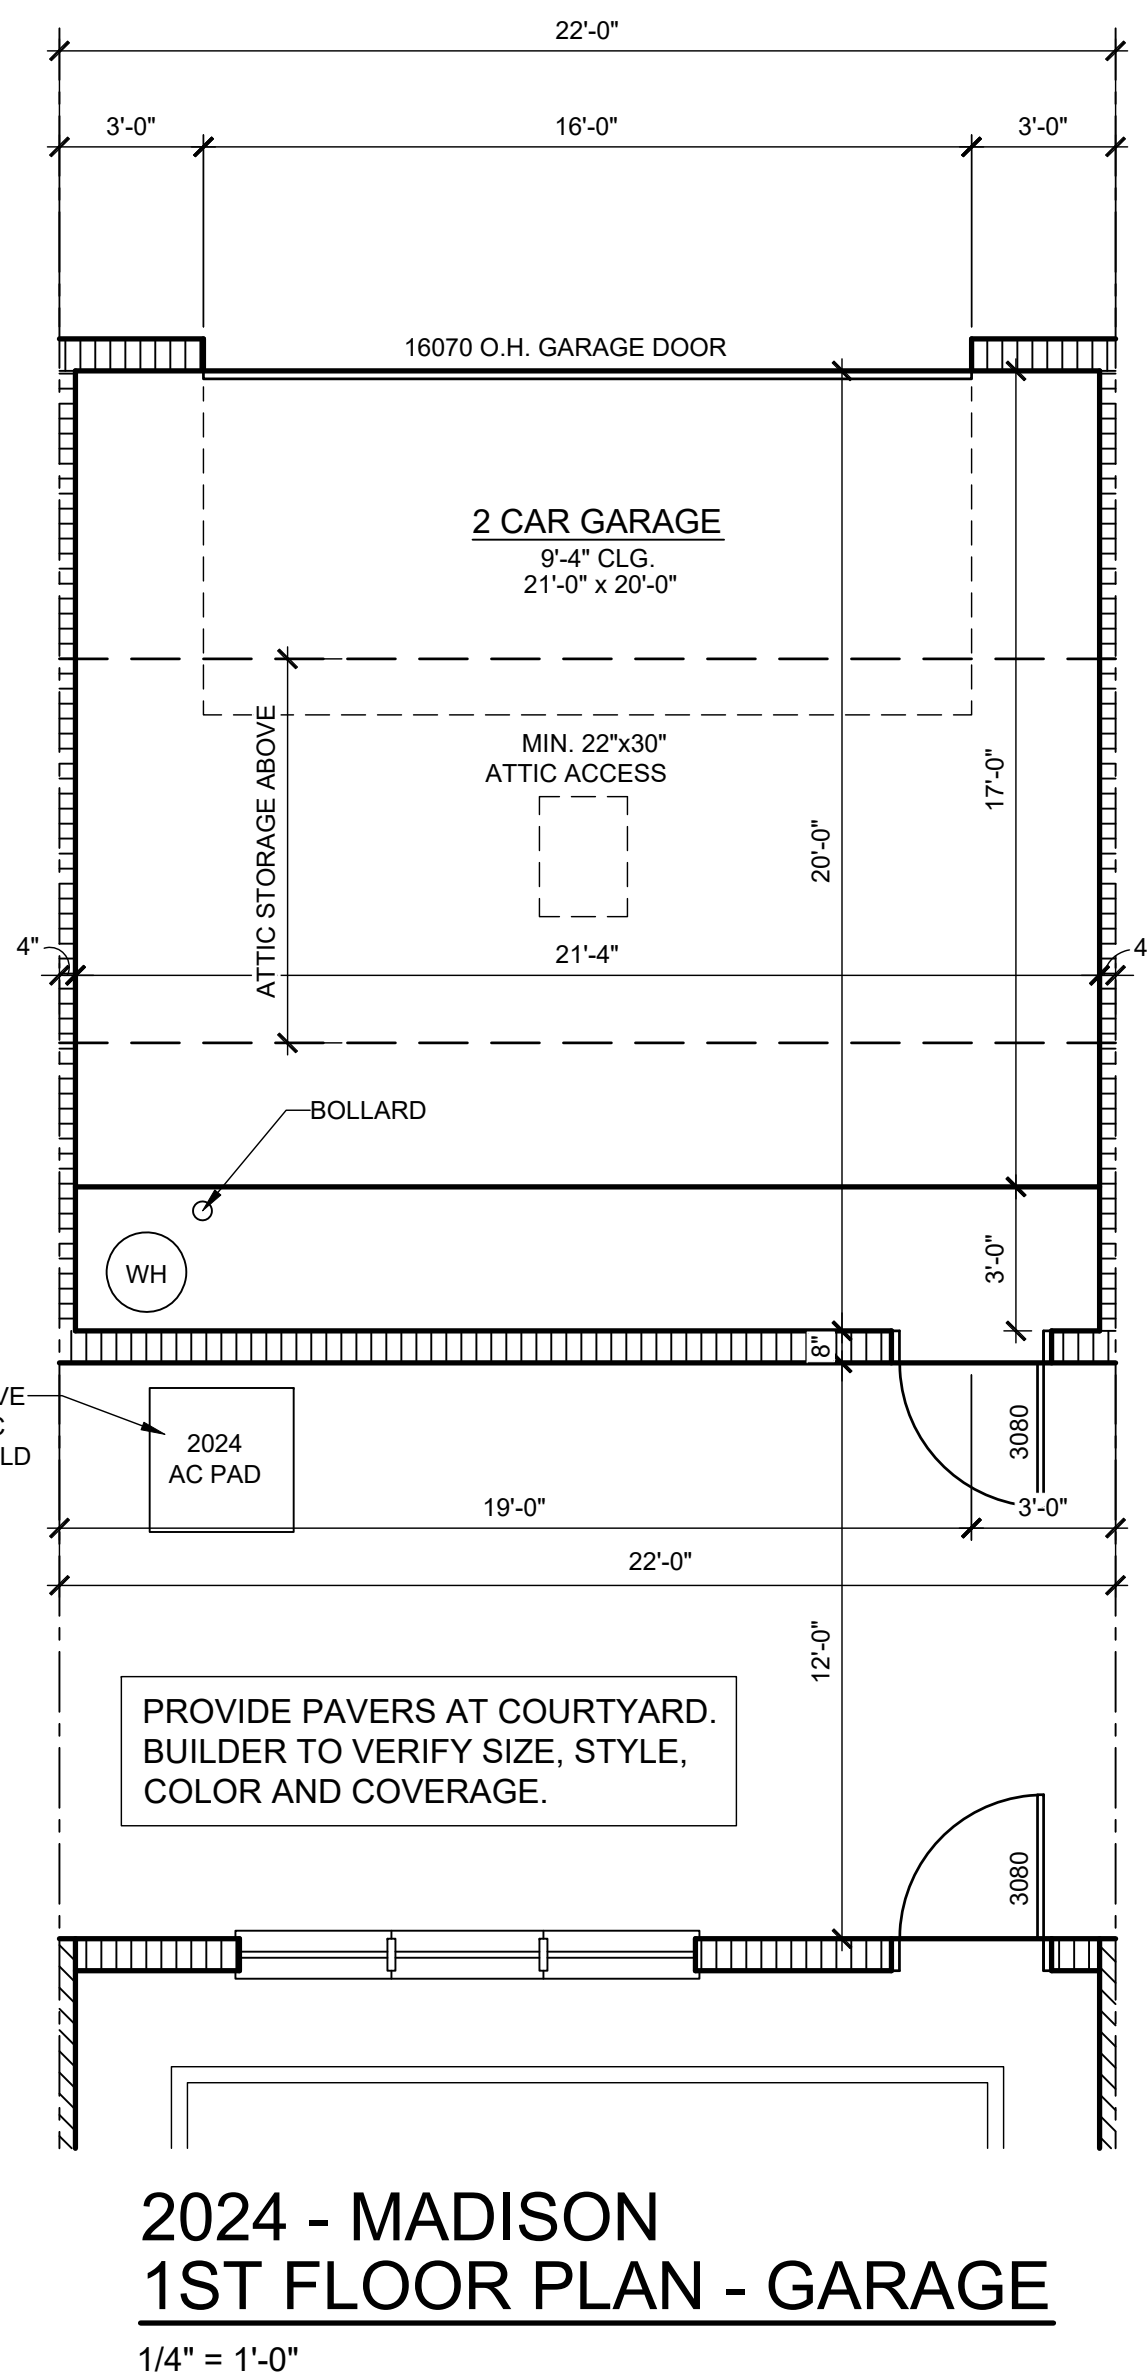 22'-0"
3'-0"
16'-0"
3'-0"
16070 O.H. GARAGE DOOR
2 CAR GARAGE
9'-4" CLG.
21'-0" x 20'-0"
ATTIC STORAGE ABOVE
MIN. 22"x30"
ATTIC ACCESS
17'-0"
20'-0"
4"
21'-4"
4
BOLLARD
3'-0"
WH
8"
VE
C
LD
2024
AC PAD
3080
19'-0"
3'-0"
22'-0"
12'-0"
PROVIDE PAVERS AT COURTYARD.
BUILDER TO VERIFY SIZE, STYLE,
COLOR AND COVERAGE.
3080
2024 - MADISON
1ST FLOOR PLAN - GARAGE
1/4" = 1'-0"